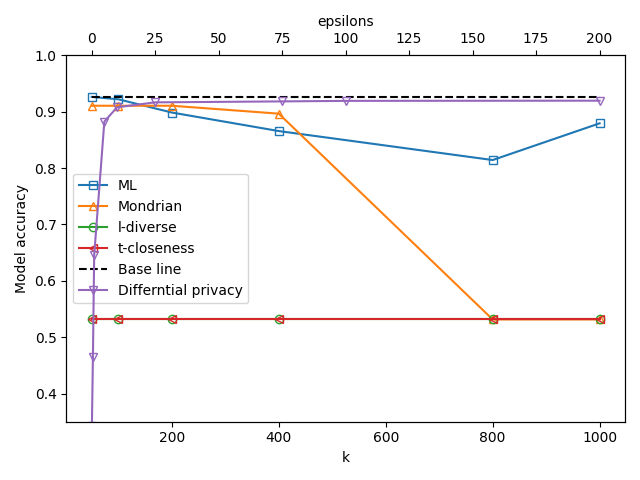 epsilons
0 25 50 75 100 125 150 175 200
1.0
0.9
0.8
0.7
0.6
0.5
0.4
Model accuracy
ML
Mondrian
l-diverse
t-closeness
Base line
Differntial privacy
200 400 600 800 1000
k